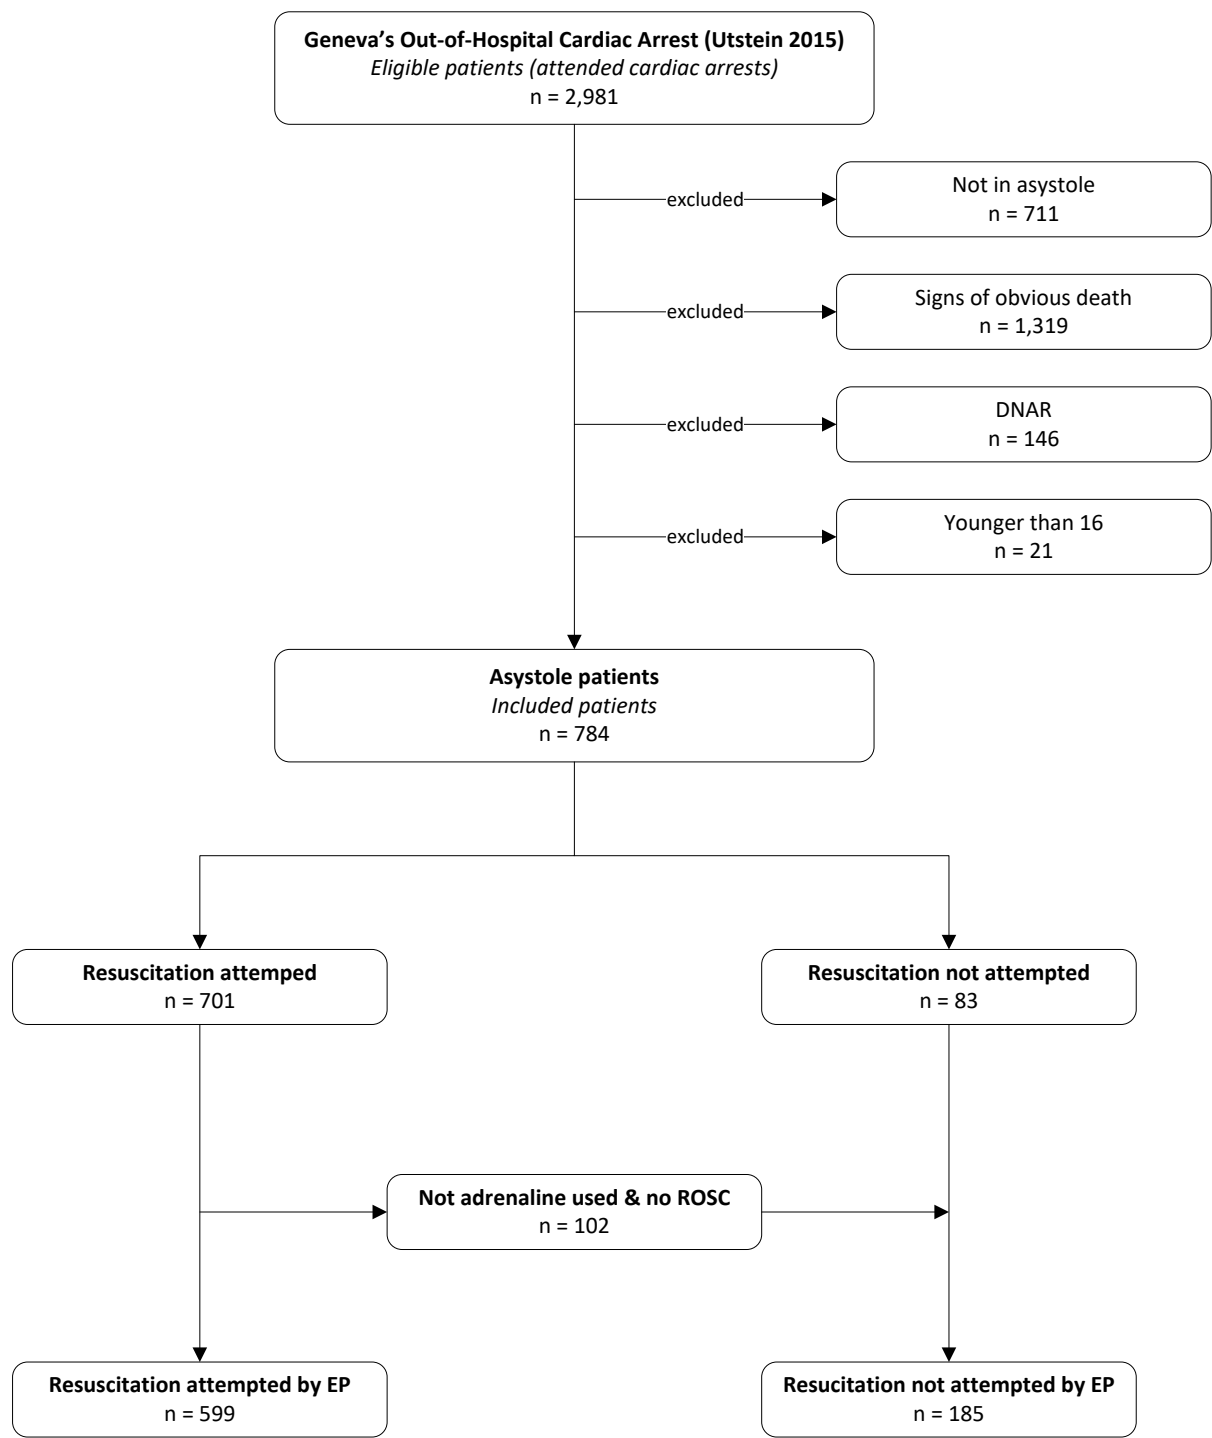 Geneva’s Out-of-Hospital Cardiac Arrest (Utstein 2015)
Eligible patients (attended cardiac arrests)
n = 2,981
excluded
Not in asystole
n = 711
excluded
Signs of obvious death
n = 1,319
excluded
DNAR
n = 146
excluded
Younger than 16
n = 21
Asystole patients
Included patients
n = 784
Resuscitation attemped
n = 701
Resuscitation not attempted
n = 83
Not adrenaline used & no ROSC
n = 102
Resuscitation attempted by EP
n = 599
Resucitation not attempted by EP
n = 185